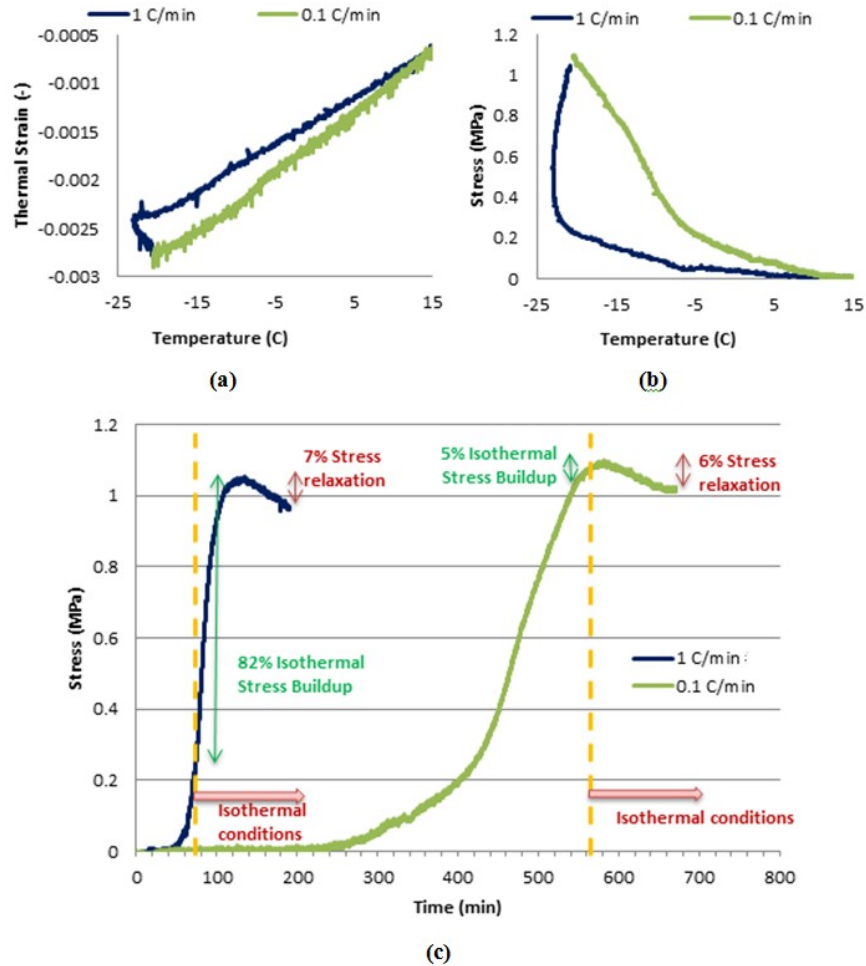 1 C/min
0.1 C/min
-0.0005
-0.001
-0.0015
-0.002
-0.0025
-0.003
Thermal Strain (-)
-25
-15
-5
5
15
Temperature (C)
(a)
1 C/min
0.1 C/min
1.2
1
0.8
0.6
0.4
0.2
0
Stress (MPa)
-25
-15
-5
5
15
Temperature (C)
(b)
1.2
1
0.8
0.6
0.4
0.2
0
Stress (MPa)
7% Stress
relaxation
5% Isothermal
Stress Buildup
6% Stress
relaxation
82% Isothermal
Stress Buildup
1 C/min :
0.1 C/min
Isothermal
conditions
Isothermal conditions
0
100
200
300
400
500
600
700
800
Time (min)
(c)